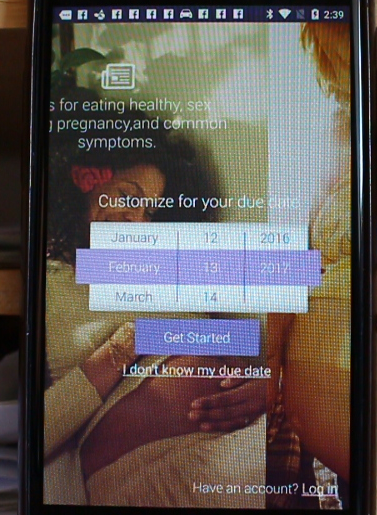 2:39
s for eating healthy, sex
g pregnancy,and common
symptoms.
Customize for your due date
January 12 2016
February 13 2017
March 14
Get Started
I don't know my due date
Have an account? Log in